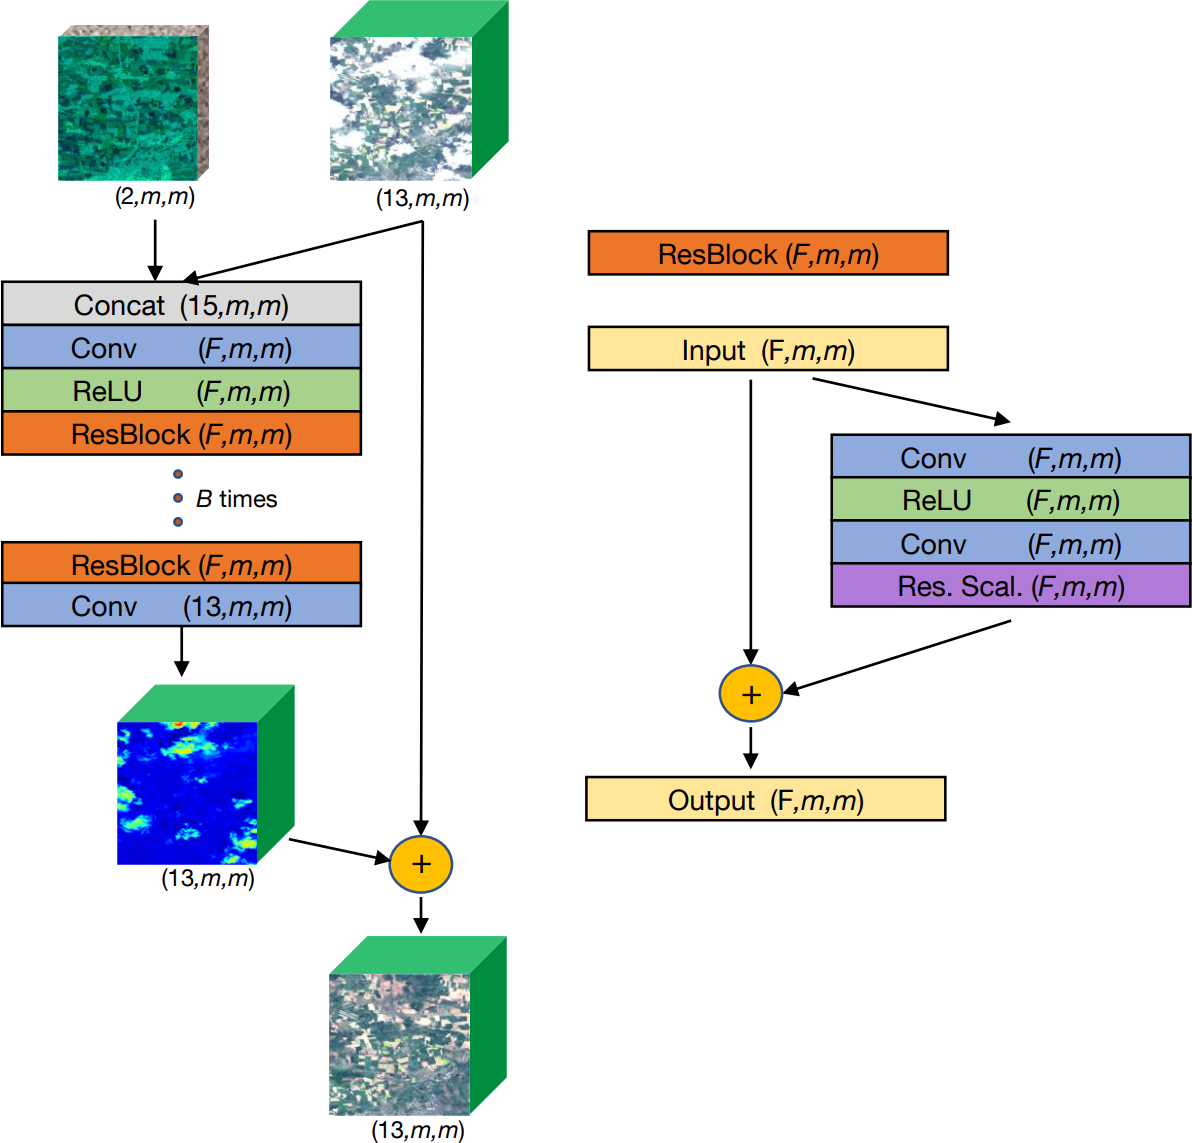 (2,m,m)
(13,m,m)
Concat (15,m,m)
Conv (F,m,m)
ReLU (F,m,m)
ResBlock (F,m,m)
B times
ResBlock (F,m,m)
Conv (13,m,m)
(13,m,m)
+
(13,m,m)
ResBlock (F,m,m)
Input (F,m,m)
Conv (F,m,m)
ReLU (F,m,m)
Conv (F,m,m)
Res. Scal. (F,m,m)
+
Output (F,m,m)